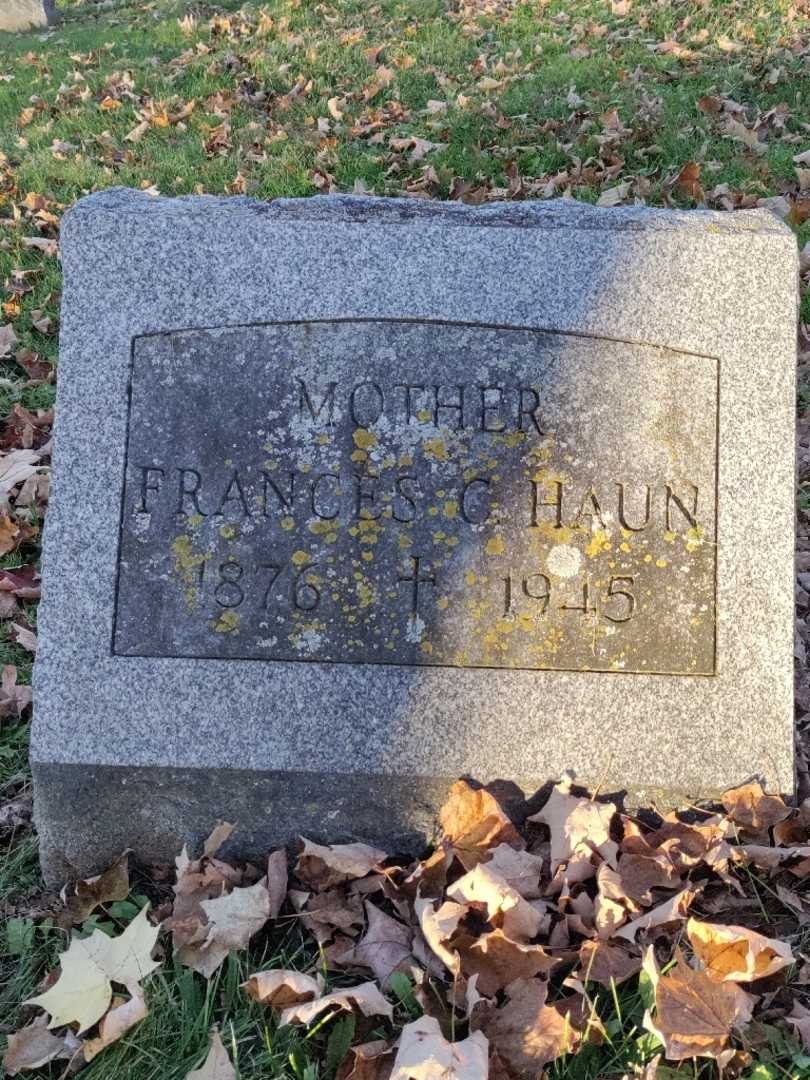 MOTHER
FRANCES C. HAUN
1876 ✝ 1945